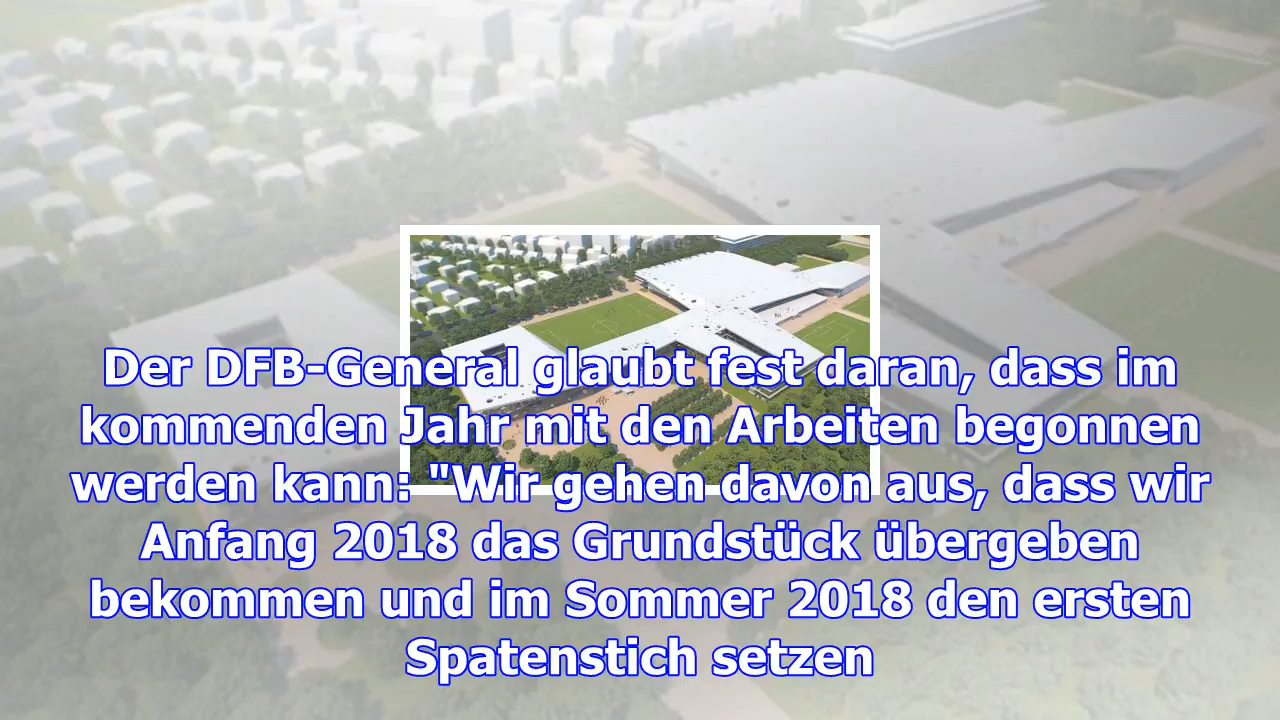 Der DFB-General glaubt fest daran, dass im
kommenden Jahr mit den Arbeiten begonnen
werden kann: "Wir gehen davon aus, dass wir
Anfang 2018 das Grundstück übergeben
bekommen und im Sommer 2018 den ersten
Spatenstich setzen